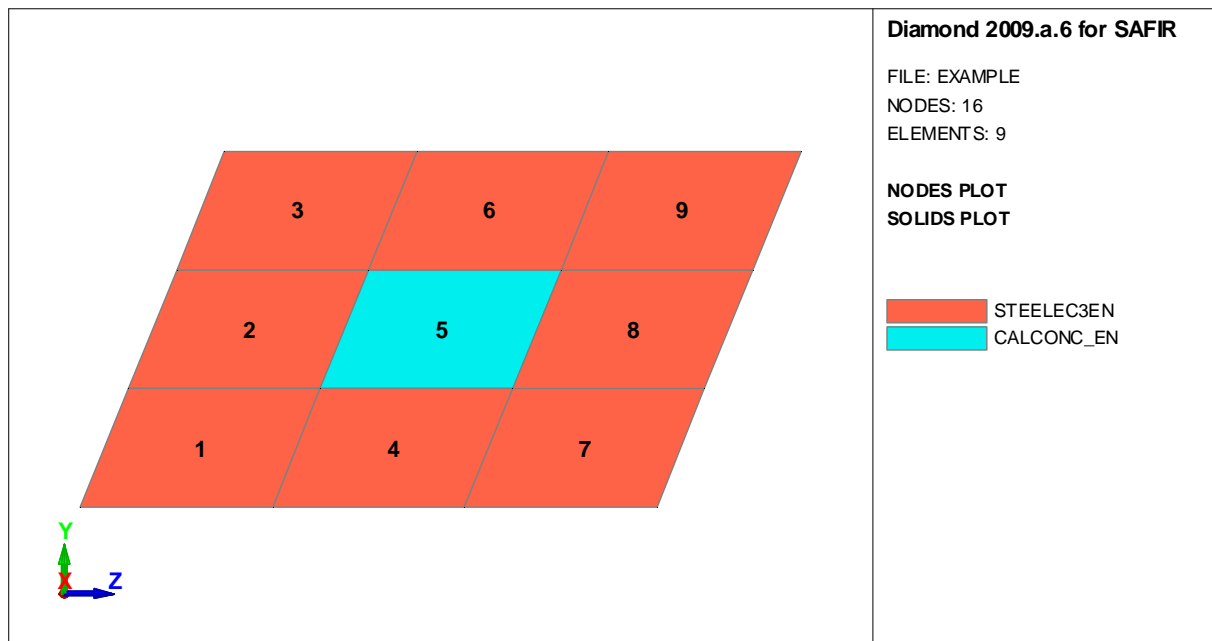 Diamond 2009.a.6 for SAFIR
FILE: EXAMPLE
NODES: 16
ELEMENTS: 9
NODES PLOT
SOLIDS PLOT
STEELEC3EN
CALCONC_EN
3 6 9
2 5 8
1 4 7
Y
X Z